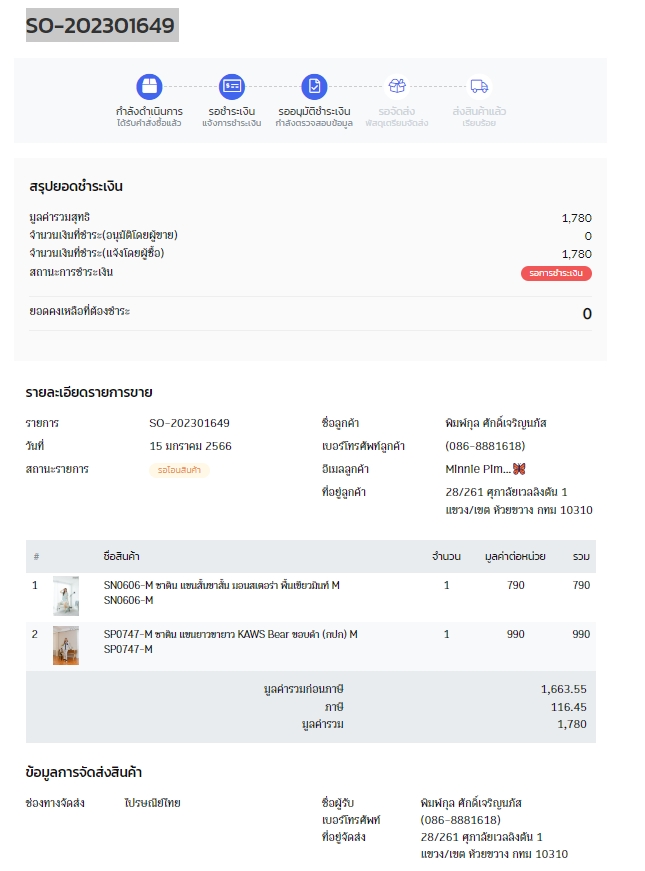 SO-202301649
กำลังดำเนินการ
ได้รับคำสั่งซื้อแล้ว
รอชำระเงิน
แจ้งการชำระเงิน
รออนุมัติชำระเงิน
กำลังตรวจสอบข้อมูล
รอจัดส่ง
พัสดุเตรียมจัดส่ง
ส่งสินค้าแล้ว
เรียบร้อย
สรุปยอดชำระเงิน
มูลค่ารวมสุทธิ 1,780
จำนวนเงินที่ชำระ(อนุมัติโดยผู้ขาย) 0
จำนวนเงินที่ชำระ(แจ้งโดยผู้ซื้อ) 1,780
สถานะการชำระเงิน รอการชำระเงิน
ยอดคงเหลือที่ต้องชำระ 0
รายละเอียดรายการขาย
รายการ SO-202301649
วันที่ 15 มกราคม 2566
สถานะรายการ รอโอนสินค้า
ชื่อลูกค้า พิมพ์กุล ศักดิ์เจริญนภัส
เบอร์โทรศัพท์ลูกค้า (086-8881618)
อีเมลลูกค้า Minnie Pim...🦋
ที่อยู่ลูกค้า 28/261 ศุภาลัยเวลลิงตัน 1
แขวง/เขต ห้วยขวาง กทม 10310
# ชื่อสินค้า จำนวน มูลค่าต่อหน่วย รวม
1 SN0606-M ซาติน แขนสั้นขาสั้น มอนสเตอร่า พื้นเขียวมินท์ M 1 790 790
SN0606-M
2 SP0747-M ซาติน แขนยาวขายาว KAWS Bear ขอบดำ (กปก) M 1 990 990
SP0747-M
มูลค่ารวมก่อนภาษี 1,663.55
ภาษี 116.45
มูลค่ารวม 1,780
ข้อมูลการจัดส่งสินค้า
ช่องทางจัดส่ง ไปรษณีย์ไทย
ชื่อผู้รับ พิมพ์กุล ศักดิ์เจริญนภัส
เบอร์โทรศัพท์ (086-8881618)
ที่อยู่จัดส่ง 28/261 ศุภาลัยเวลลิงตัน 1
แขวง/เขต ห้วยขวาง กทม 10310